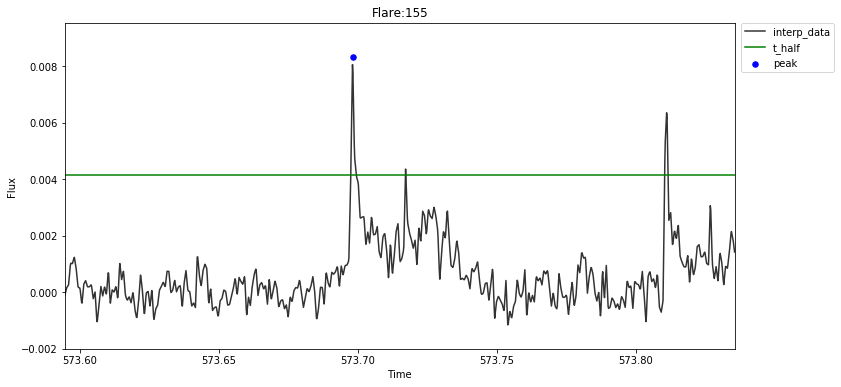 Flare:155
interp_data
t_half
peak
0.008
0.006
0.004
0.002
0.000
−0.002
Flux
573.60
573.65
573.70
573.75
573.80
Time